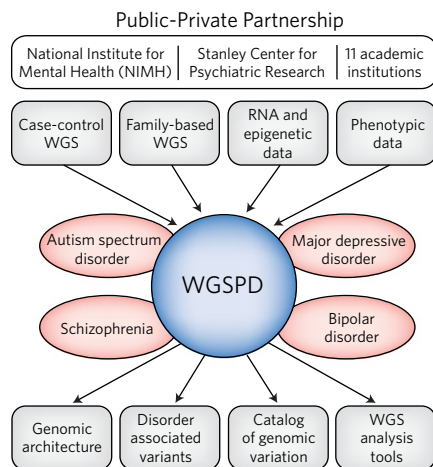 Public-Private Partnership
National Institute for Mental Health (NIMH)
Stanley Center for Psychiatric Research
11 academic institutions
Case-control
WGS
Family-based
WGS
RNA and
epigenetic
data
Phenotypic
data
Autism spectrum
disorder
Major depressive
disorder
WGSPD
Schizophrenia
Bipolar
disorder
Genomic
architecture
Disorder
associated
variants
Catalog
of genomic
variation
WGS
analysis
tools